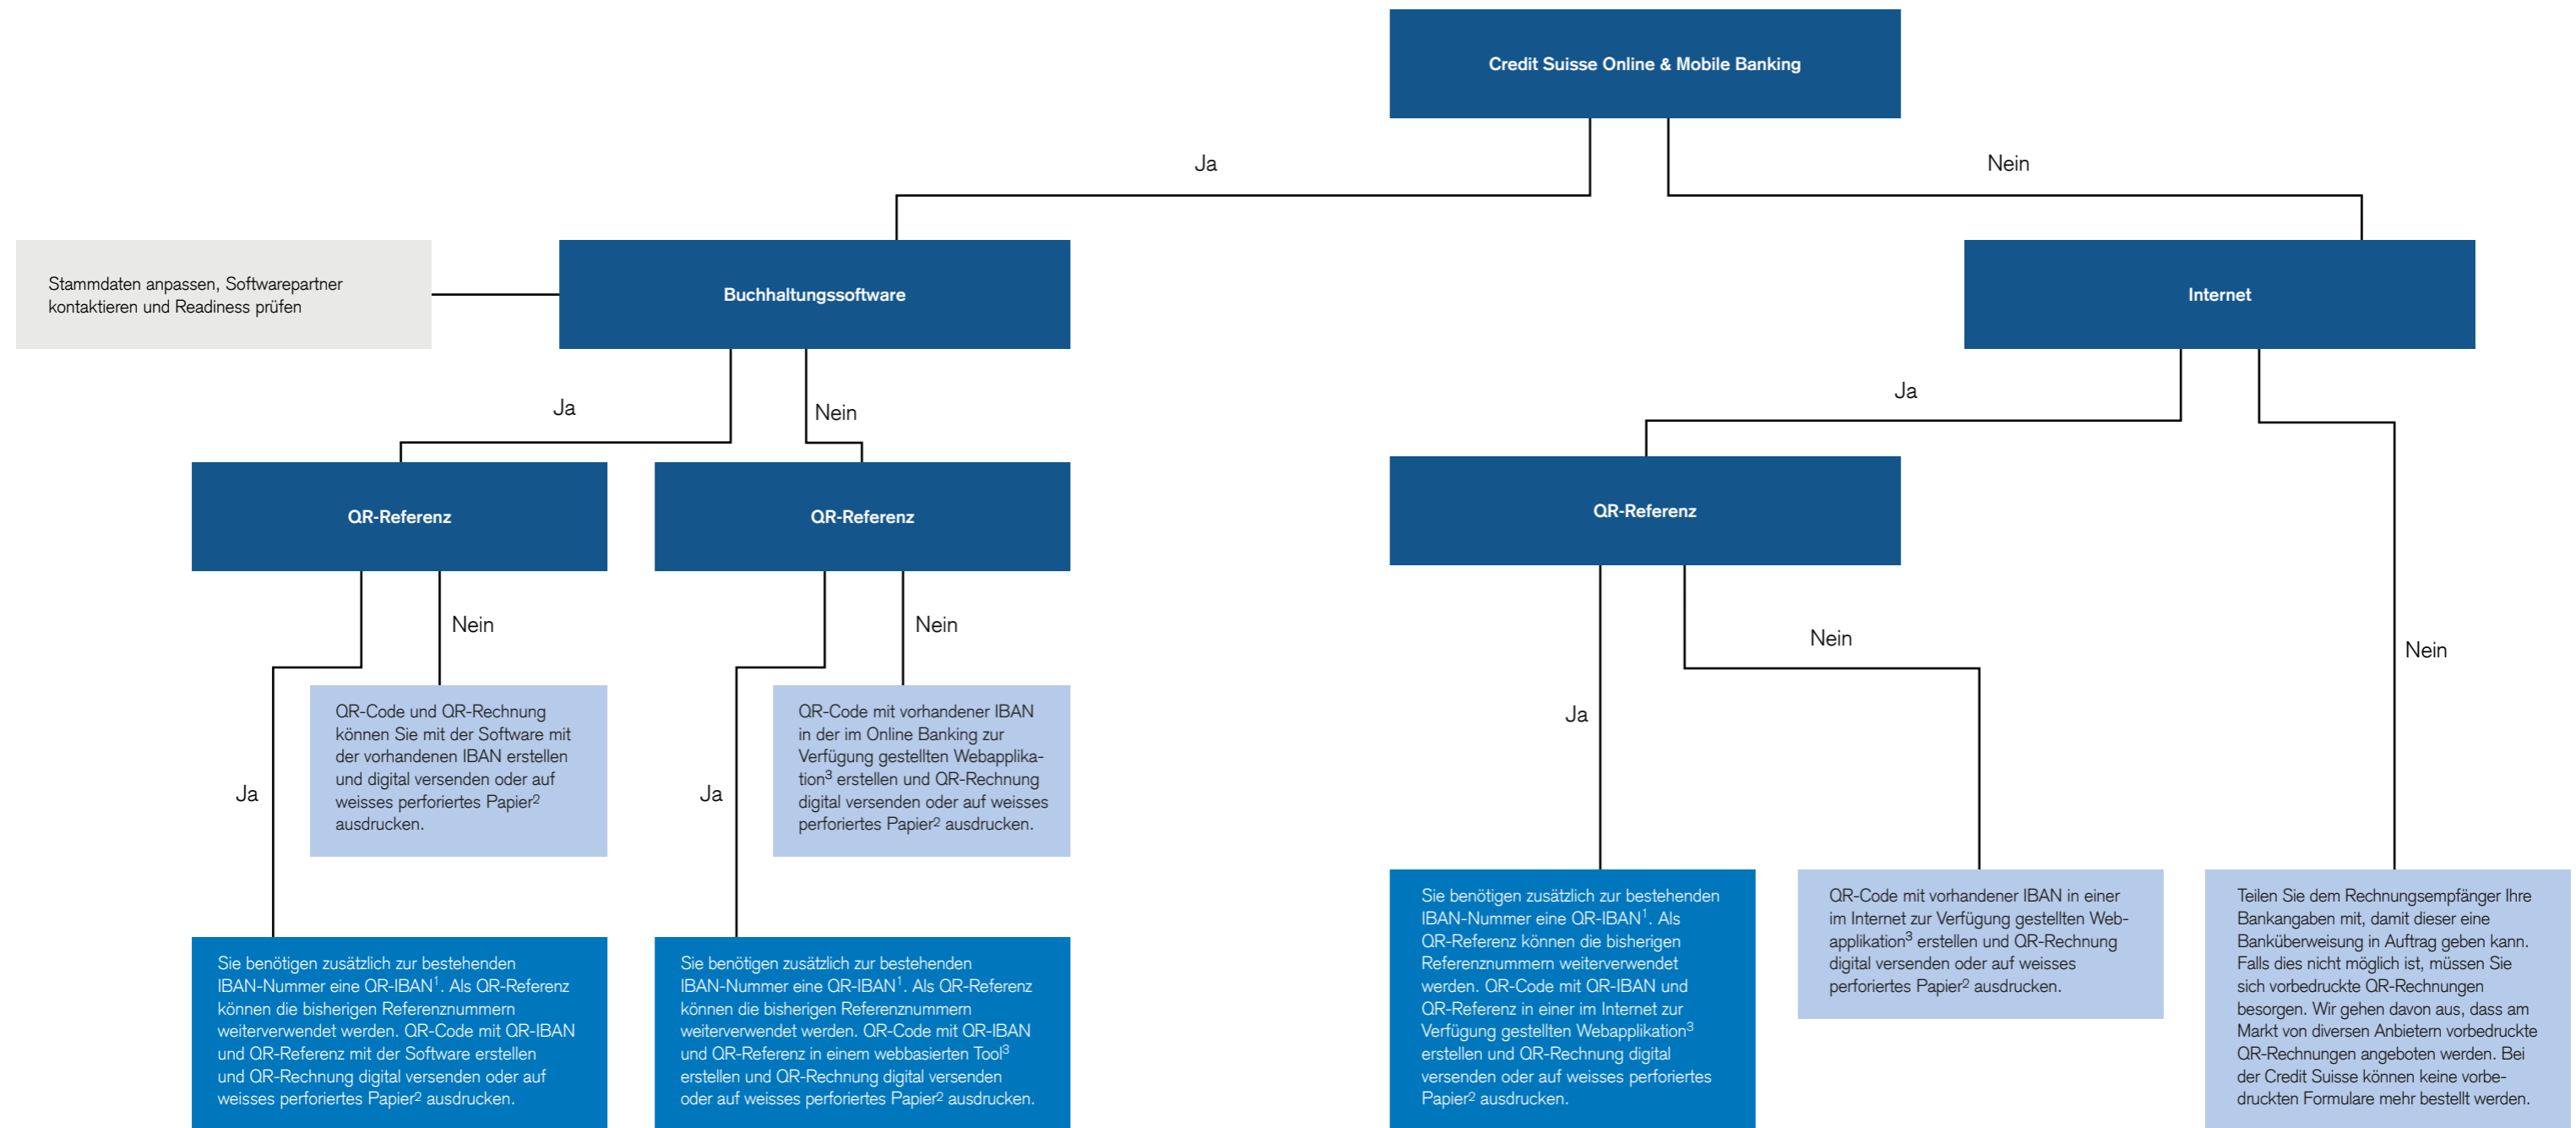 Credit Suisse Online & Mobile Banking
Ja
Nein
Stammdaten anpassen, Softwarepartner
kontaktieren und Readiness prüfen
Buchhaltungssoftware
Internet
Ja
Nein
Ja
Nein
QR-Referenz
QR-Referenz
QR-Referenz
Nein
Ja
QR-Code und QR-Rechnung
können Sie mit der Software mit
der vorhandenen IBAN erstellen
und digital versenden oder auf
weisses perforiertes Papier²
ausdrucken.
Nein
Ja
QR-Code mit vorhandener IBAN
in der im Online Banking zur
Verfügung gestellten Webapplika-
tion³ erstellen und QR-Rechnung
digital versenden oder auf weisses
perforiertes Papier² ausdrucken.
Nein
Ja
Sie benötigen zusätzlich zur bestehenden
IBAN-Nummer eine QR-IBAN¹. Als QR-Referenz
können die bisherigen Referenznummern
weiterverwendet werden. QR-Code mit QR-IBAN
und QR-Referenz mit der Software erstellen
und QR-Rechnung digital versenden oder auf
weisses perforiertes Papier² ausdrucken.
Sie benötigen zusätzlich zur bestehenden
IBAN-Nummer eine QR-IBAN¹. Als QR-Referenz
können die bisherigen Referenznummern
weiterverwendet werden. QR-Code mit QR-IBAN
und QR-Referenz in einem webbasierten Tool³
erstellen und QR-Rechnung digital versenden
oder auf weisses perforiertes Papier² ausdrucken.
Sie benötigen zusätzlich zur bestehenden
IBAN-Nummer eine QR-IBAN¹. Als
QR-Referenz können die bisherigen
Referenznummern weiterverwendet
werden. QR-Code mit QR-IBAN und
QR-Referenz in einer im Internet zur
Verfügung gestellten Webapplikation³
erstellen und QR-Rechnung digital
versenden oder auf weisses perforiertes
Papier² ausdrucken.
QR-Code mit vorhandener IBAN in einer
im Internet zur Verfügung gestellten Web-
applikation³ erstellen und QR-Rechnung
digital versenden oder auf weisses
perforiertes Papier² ausdrucken.
Teilen Sie dem Rechnungsempfänger Ihre
Bankangaben mit, damit dieser eine
Banküberweisung in Auftrag geben kann.
Falls dies nicht möglich ist, müssen Sie
sich vorbedruckte QR-Rechnungen
besorgen. Wir gehen davon aus, dass am
Markt von diversen Anbietern vorbedruckte
QR-Rechnungen angeboten werden. Bei
der Credit Suisse können keine vorbe-
druckten Formulare mehr bestellt werden.